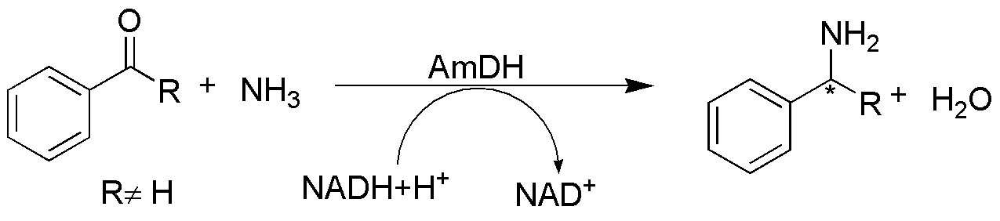 O
R + NH₃
AmDH
NADH+H⁺
NAD⁺
R≠ H
NH₂
*
R + H₂O